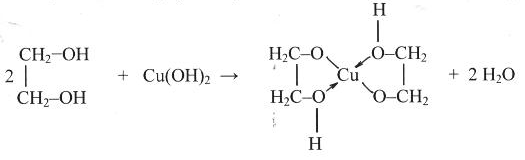 H
CH₂–OH H₂C–O O–CH₂
2 + Cu(OH)₂ → Cu + 2 H₂O
CH₂–OH H₂C–O O–CH₂
H